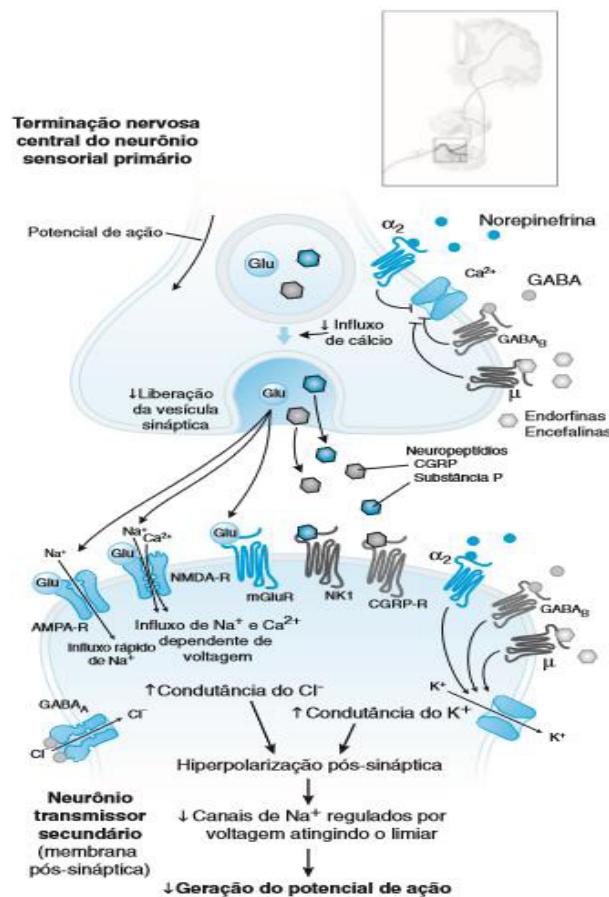 Terminação nervosa
central do neurônio
sensorial primário
Potencial de ação
Glu
α₂
Norepinefrina
Ca²⁺
GABA
↓ Influxo
de cálcio
GABA_B
μ
↓Liberação
da vesícula
sináptica
Glu
Endorfinas
Encefalinas
Neuropeptídios
CGRP
Substância P
Na⁺
Glu
AMPA-R
Influxo rápido
de Na⁺
Na⁺
Ca²⁺
Glu
NMDA-R
Influxo de Na⁺ e Ca²⁺
dependente de
voltagem
Glu
mGluR
NK1
CGRP-R
α₂
GABA_B
μ
K⁺
K⁺
GABA_A
Cl⁻
Cl
↑Condutância do Cl⁻
↑Condutância do K⁺
Hiperpolarização pós-sináptica
Neurônio
transmissor
secundário
(membrana
pós-sináptica)
↓Canais de Na⁺ regulados por
voltagem atingindo o limiar
↓Geração do potencial de ação